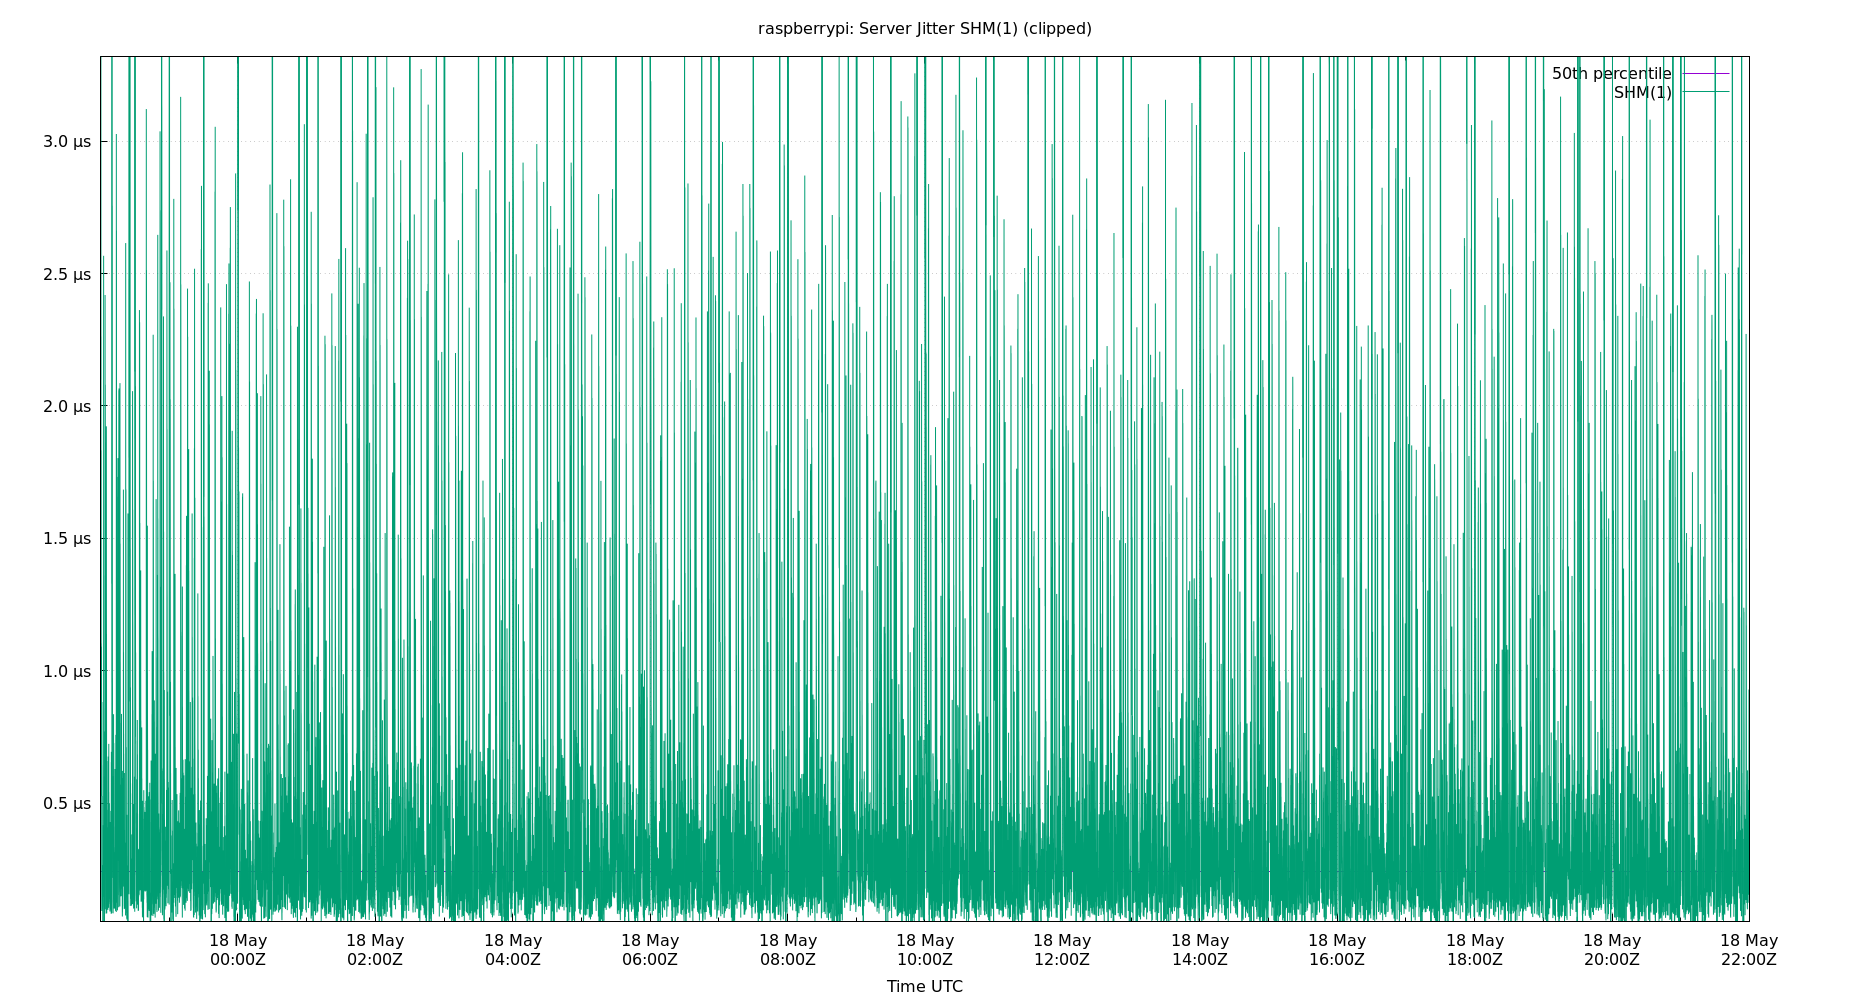 raspberrypi: Server Jitter SHM(1) (clipped)
50th percentile
SHM(1)
3.0 µs
2.5 µs
2.0 µs
1.5 µs
1.0 µs
0.5 µs
18 May 18 May 18 May 18 May 18 May 18 May 18 May 18 May 18 May 18 May 18 May 18 May
00:00Z 02:00Z 04:00Z 06:00Z 08:00Z 10:00Z 12:00Z 14:00Z 16:00Z 18:00Z 20:00Z 22:00Z
Time UTC